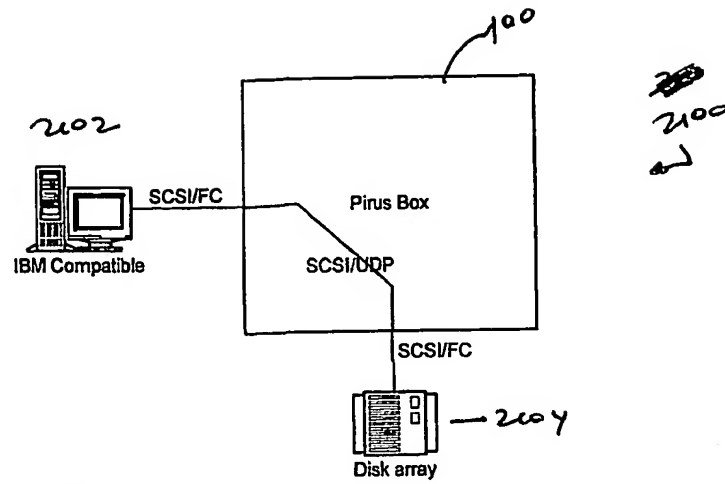 100
2100
2102
SCSI/FC
Pirus Box
IBM Compatible
SCSI/UDP
SCSI/FC
2104
Disk array